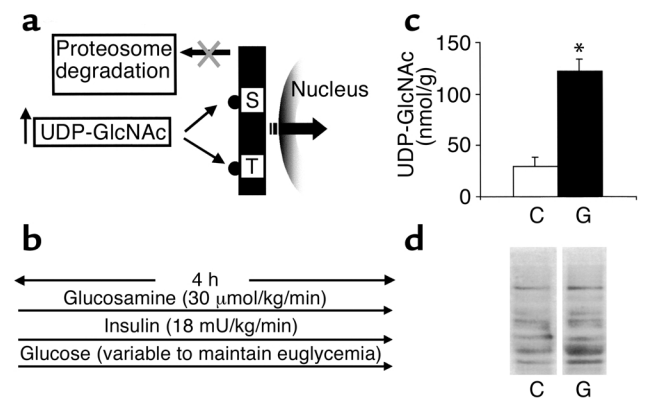 a
Proteosome
degradation
UDP-GlcNAc
S
T
Nucleus
b
4 h
Glucosamine (30 μmol/kg/min)
Insulin (18 mU/kg/min)
Glucose (variable to maintain euglycemia)
c
UDP-GlcNAc
(nmol/g)
150
100
50
0
*
C G
d
C G